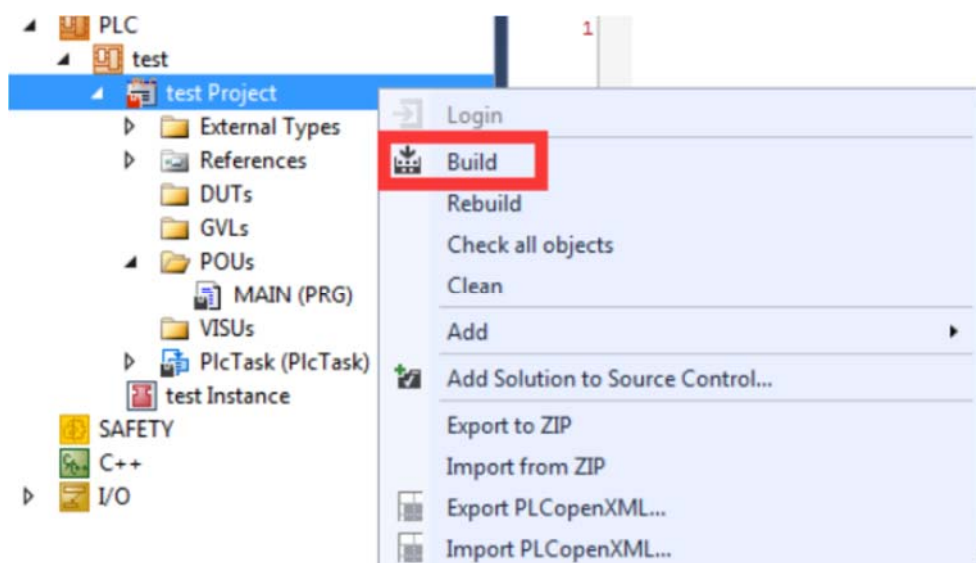 PLC
test
test Project
External Types
References
DUTs
GVLs
POUs
MAIN (PRG)
VISUs
PlcTask (PlcTask)
test Instance
SAFETY
C++
I/O
1
Login
Build
Rebuild
Check all objects
Clean
Add
Add Solution to Source Control...
Export to ZIP
Import from ZIP
Export PLCopenXML...
Import PLCopenXML...